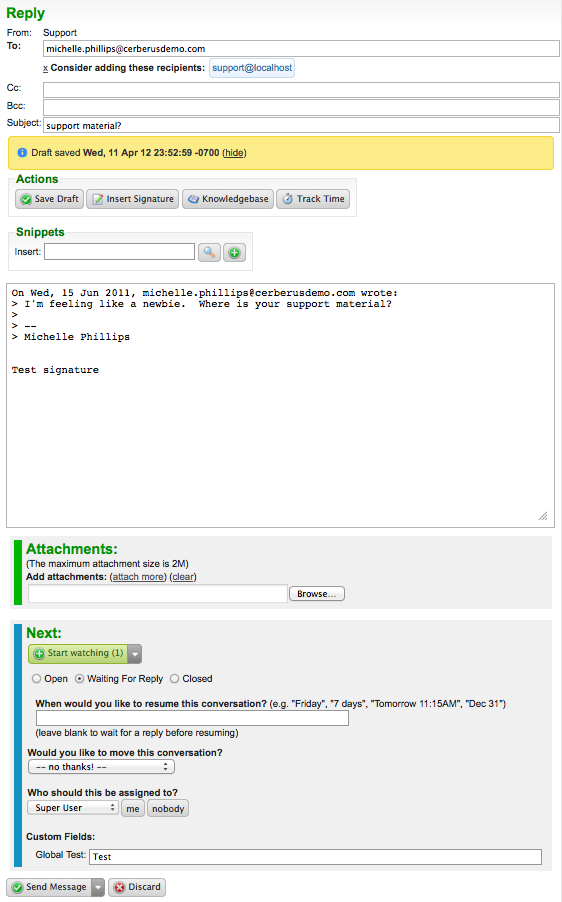 Reply
From: Support
To: michelle.phillips@cerberusdemo.com
x Consider adding these recipients: support@localhost
Cc:
Bcc:
Subject: support material?
Draft saved Wed, 11 Apr 12 23:52:59 -0700 (hide)
Actions
Save Draft Insert Signature Knowledgebase Track Time
Snippets
Insert:
On Wed, 15 Jun 2011, michelle.phillips@cerberusdemo.com wrote:
> I'm feeling like a newbie.  Where is your support material?
>
> --
> Michelle Phillips
Test signature
Attachments:
(The maximum attachment size is 2M)
Add attachments: (attach more) (clear)
Browse...
Next:
Start watching (1)
Open Waiting For Reply Closed
When would you like to resume this conversation? (e.g. "Friday", "7 days", "Tomorrow 11:15AM", "Dec 31")
(leave blank to wait for a reply before resuming)
Would you like to move this conversation?
-- no thanks! --
Who should this be assigned to?
Super User me nobody
Custom Fields:
Global Test: Test
Send Message Discard